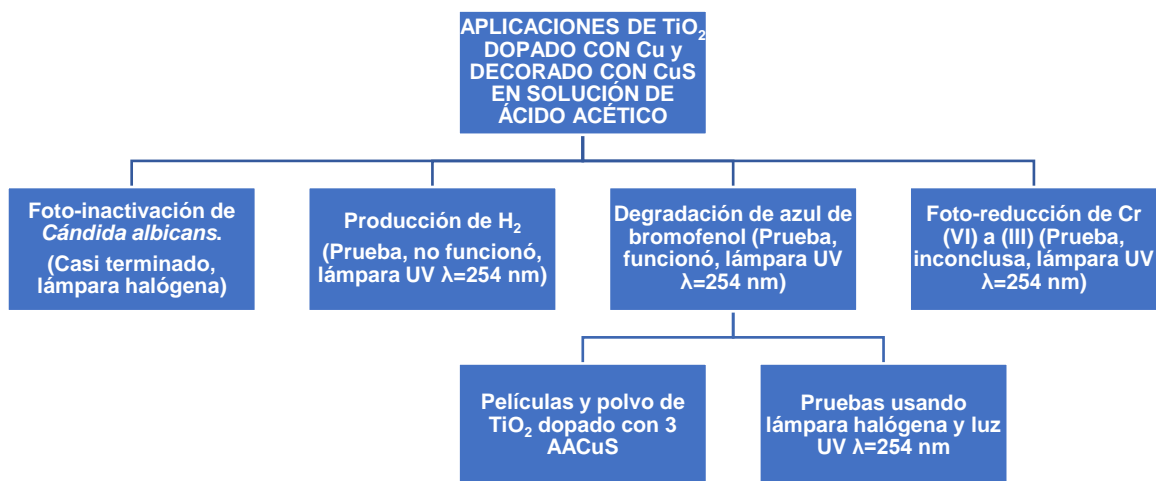 APLICACIONES DE TiO₂
DOPADO CON Cu y
DECORADO CON CuS
EN SOLUCIÓN DE
ÁCIDO ACÉTICO
Foto-inactivación de
Cándida albicans.
(Casi terminado,
lámpara halógena)
Producción de H₂
(Prueba, no funcionó,
lámpara UV λ=254 nm)
Degradación de azul de
bromofenol (Prueba,
funcionó, lámpara UV
λ=254 nm)
Foto-reducción de Cr
(VI) a (III) (Prueba,
inconclusa, lámpara UV
λ=254 nm)
Películas y polvo de
TiO₂ dopado con 3
AACuS
Pruebas usando
lámpara halógena y luz
UV λ=254 nm